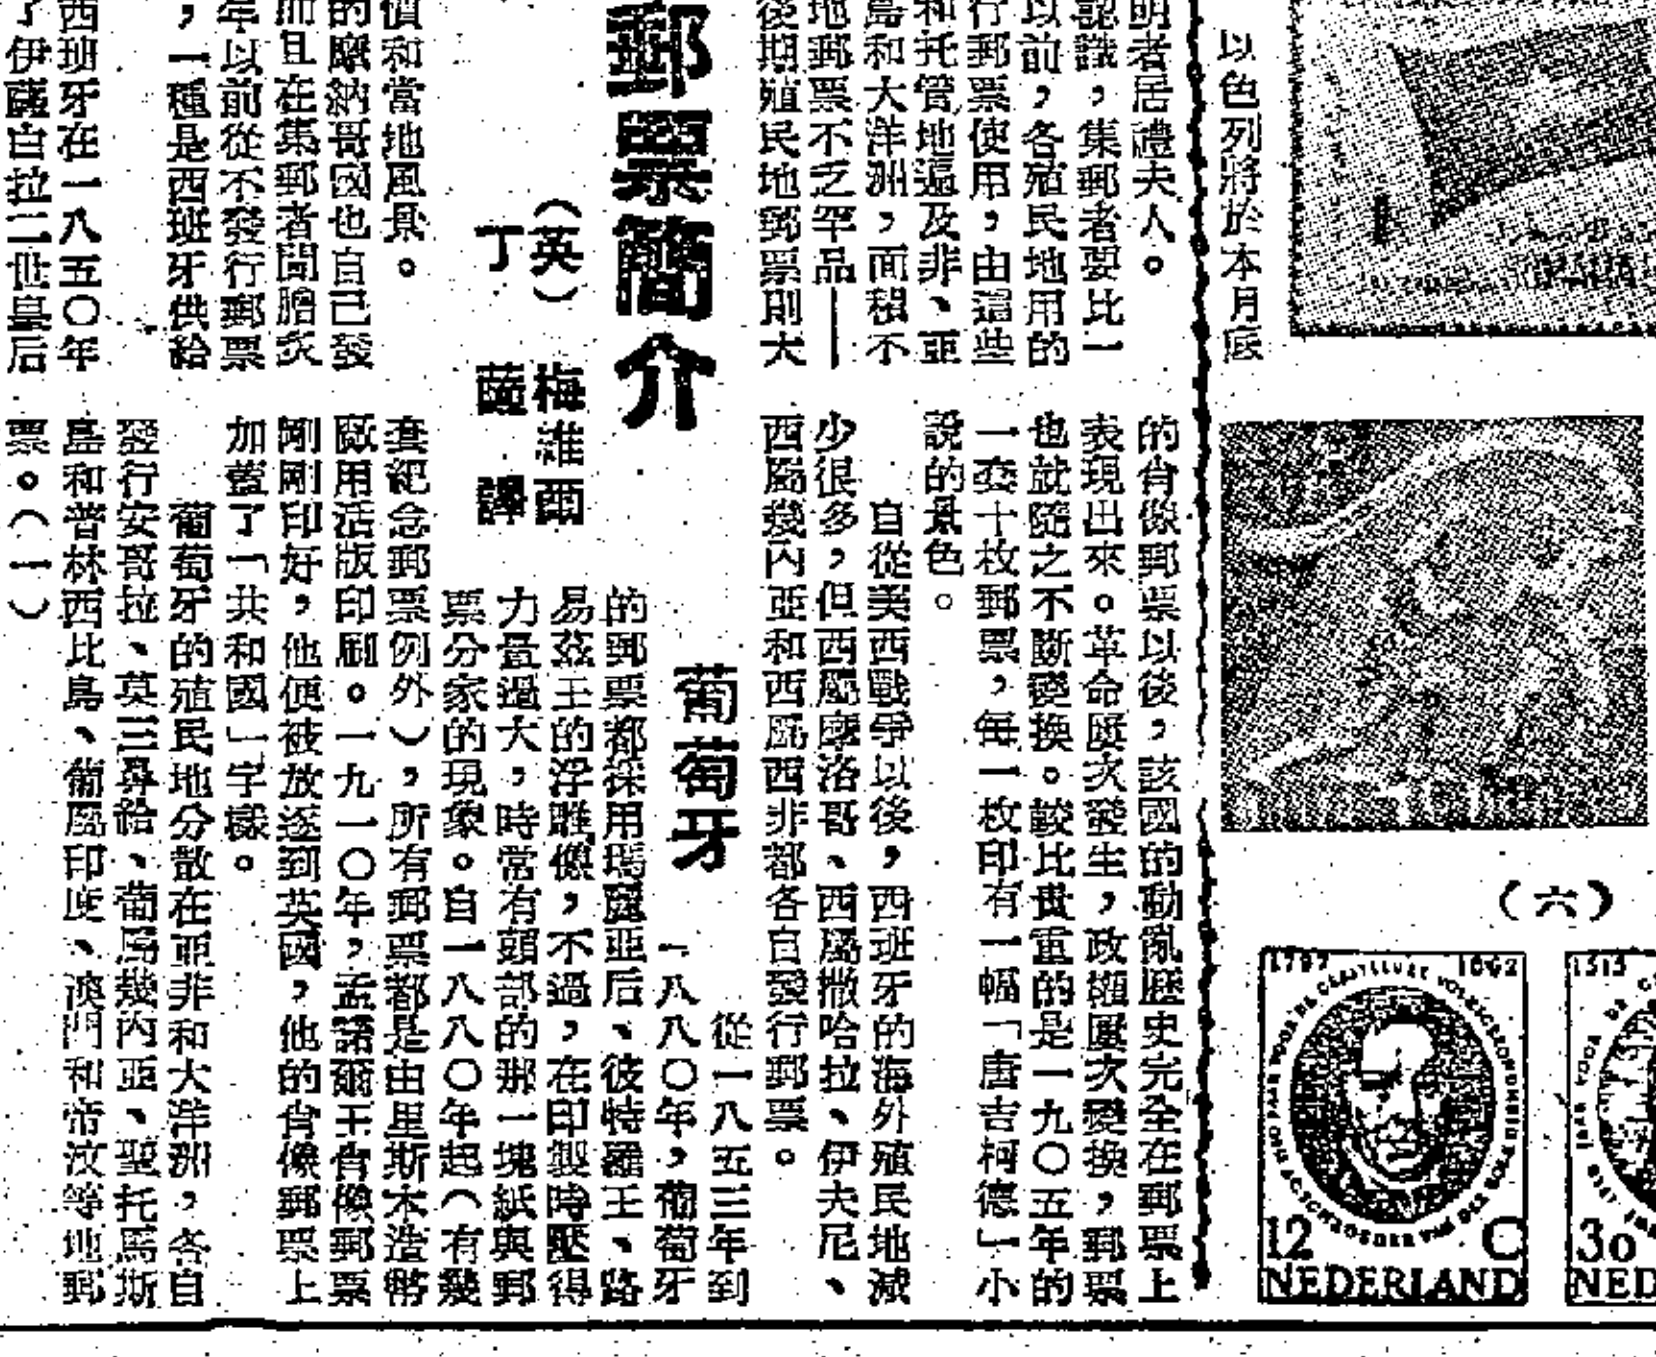 以色列將於本月底
明者居禮夫人。
認識，集郵者要比一
以前，各殖民地用的
行郵票使用，由這些
和托管地遍及非、亞
島和大洋洲，面積不
地郵票不乏罕品——
後期殖民地郵票則大
郵票簡介
（英）梅維爾
丁薩譯
價和當地風景。
的摩納哥國也自己發
而且在集郵者間膾炙
年以前從不發行郵票
，一種是西班牙供給
西班牙在一八五〇年
了伊薩白拉二世皇后
的肖像郵票以後，該國的動亂歷史完全在郵票上
表現出來。革命屢次發生，政權屢次變換，郵票
也就隨之不斷變換。較比貴重的是一九〇五年的
一套十枚郵票，每一枚印有一幅「唐吉柯德」小
說的景色。
自從美西戰爭以後，西班牙的海外殖民地減
少很多，但西屬摩洛哥、西屬撒哈拉、伊夫尼、
西屬幾內亞和西屬西非都各自發行郵票。
葡萄牙
從一八五三年到
一八八〇年，葡萄牙
的郵票都採用瑪麗亞后、彼特羅王、路
易茲王的浮雕像，不過，在印製時壓得
力量過大，時常有頭部的那一塊紙與郵
票分家的現象。自一八八〇年起（有幾
套紀念郵票例外），所有郵票都是由里斯本造幣
廠用活版印刷。一九一〇年，孟諾爾王肖像郵票
剛剛印好，他便被放逐到英國，他的肖像郵票上
加蓋了「共和國」字樣。
葡萄牙的殖民地分散在亞非和大洋洲，各自
發行安哥拉、莫三鼻給、葡屬幾內亞、聖托馬斯
島和普林西比島、葡屬印度、澳門和帝汶等地郵
票。（一）
（六）
1797 1862
12 C
NEDERLAND
1515
30
NED